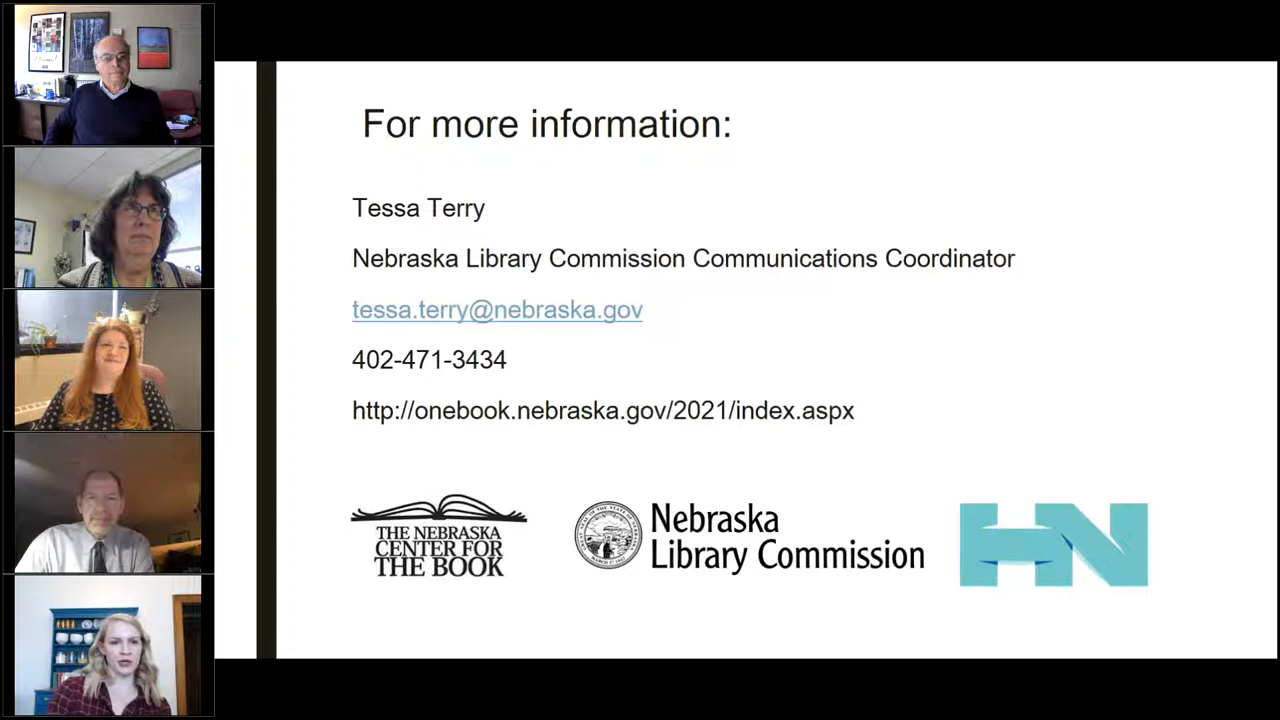 For more information:
Tessa Terry
Nebraska Library Commission Communications Coordinator
tessa.terry@nebraska.gov
402-471-3434
http://onebook.nebraska.gov/2021/index.aspx
THE NEBRASKA
CENTER FOR
THE BOOK
Nebraska
Library Commission
HN